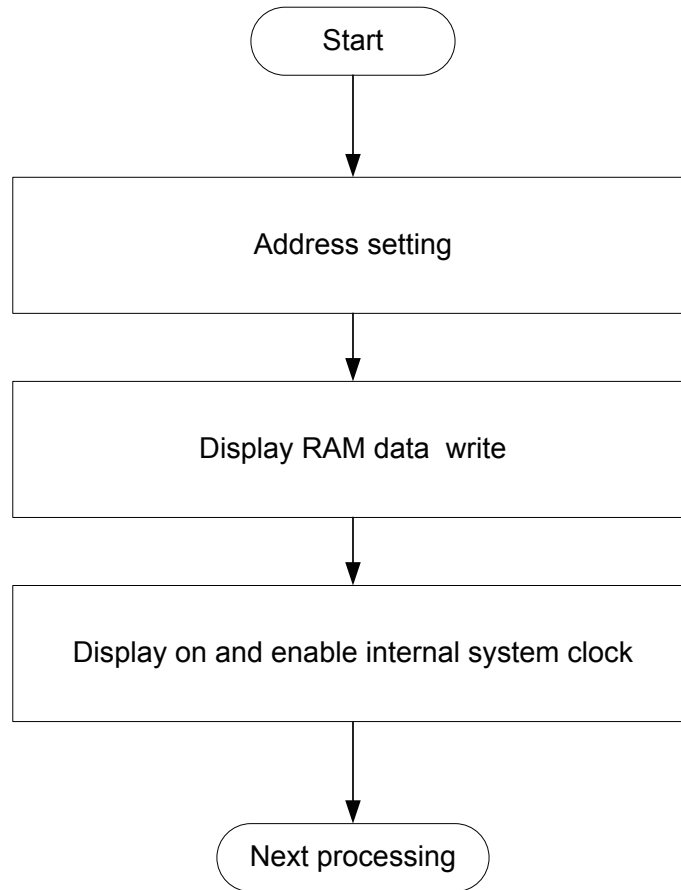 Start
Address setting
Display RAM data  write
Display on and enable internal system clock
Next processing